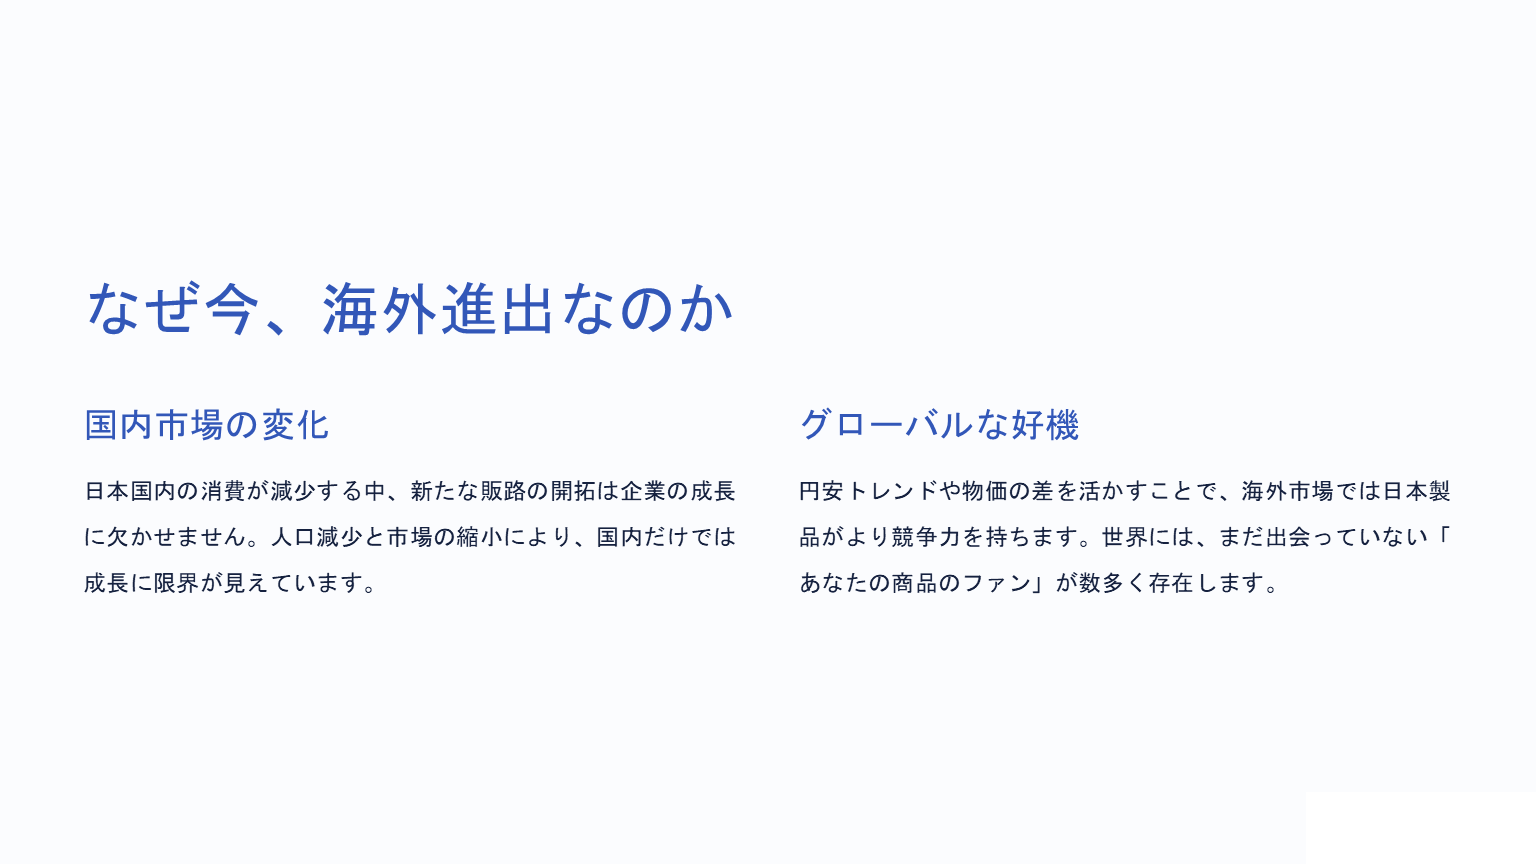 なぜ今、海外進出なのか
国内市場の変化
日本国内の消費が減少する中、新たな販路の開拓は企業の成長
に欠かせません。人口減少と市場の縮小により、国内だけでは
成長に限界が見えています。
グローバルな好機
円安トレンドや物価の差を活かすことで、海外市場では日本製
品がより競争力を持ちます。世界には、まだ出会っていない「
あなたの商品のファン」が数多く存在します。